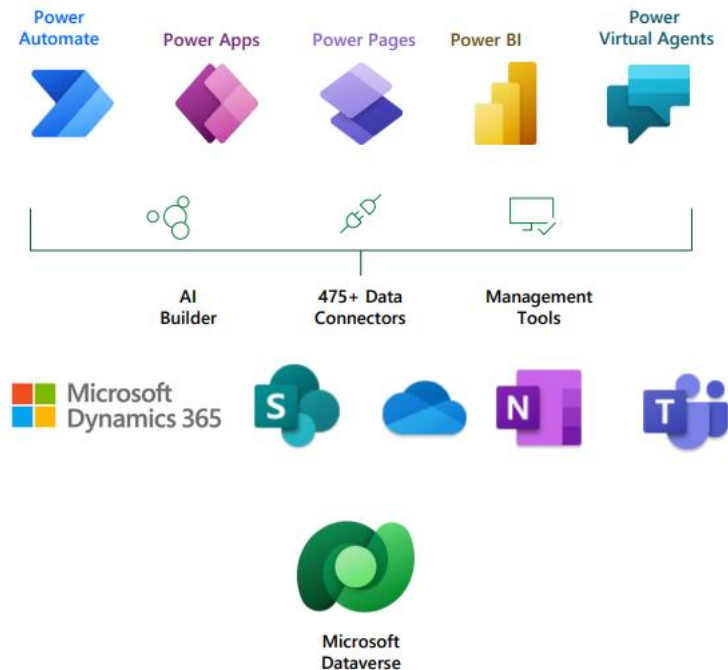 Power
Automate
Power Apps
Power Pages
Power BI
Power
Virtual Agents
AI
Builder
475+ Data
Connectors
Management
Tools
Microsoft
Dynamics 365
S
N
T
Microsoft
Dataverse